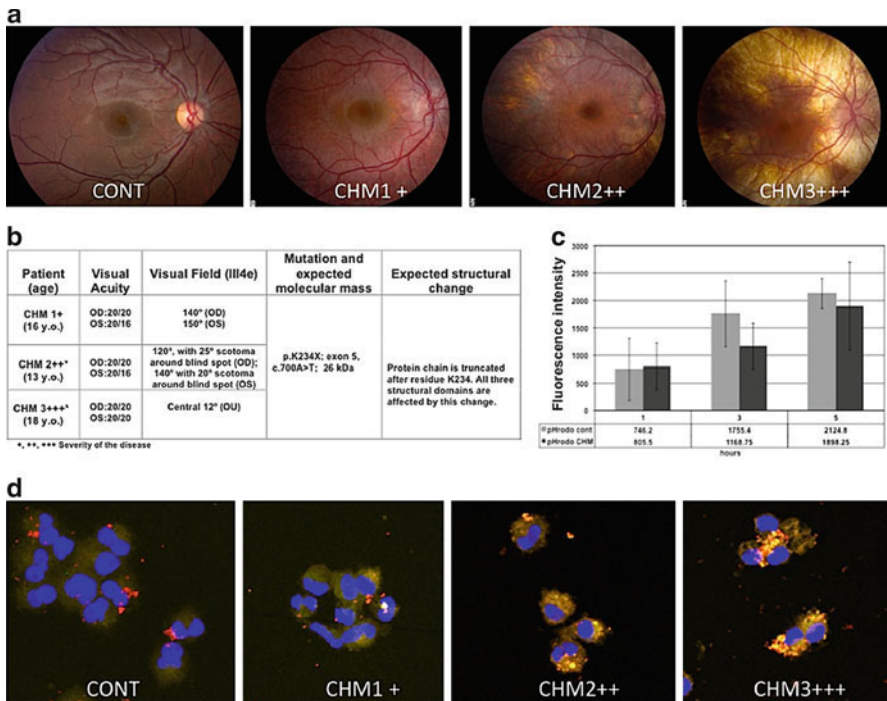 a
CONT
CHM1 +
CHM2++
CHM3+++
b
Patient (age)
Visual Acuity
Visual Field (III4e)
Mutation and expected molecular mass
Expected structural change
CHM 1+
(16 y.o.)
OD:20/20
OS:20/16
140° (OD)
150° (OS)
CHM 2++*
(13 y.o.)
OD:20/20
OS:20/16
120°, with 25° scotoma
around blind spot (OD);
140° with 20° scotoma
around blind spot (OS)
CHM 3+++*
(18 y.o.)
OD:20/20
OS:20/20
Central 12° (OU)
p.K234X; exon 5,
c.700A>T; 26 kDa
Protein chain is truncated
after residue K234. All three
structural domains are
affected by this change.
+, ++, +++ Severity of the disease
c
Fluorescence intensity
3000
2500
2000
1500
1000
500
0
1 3 5
pHrodo cont 746.2 1755.4 2124.8
pHrodo CHM 805.5 1168.75 1898.25
hours
d
CONT
CHM1 +
CHM2++
CHM3+++